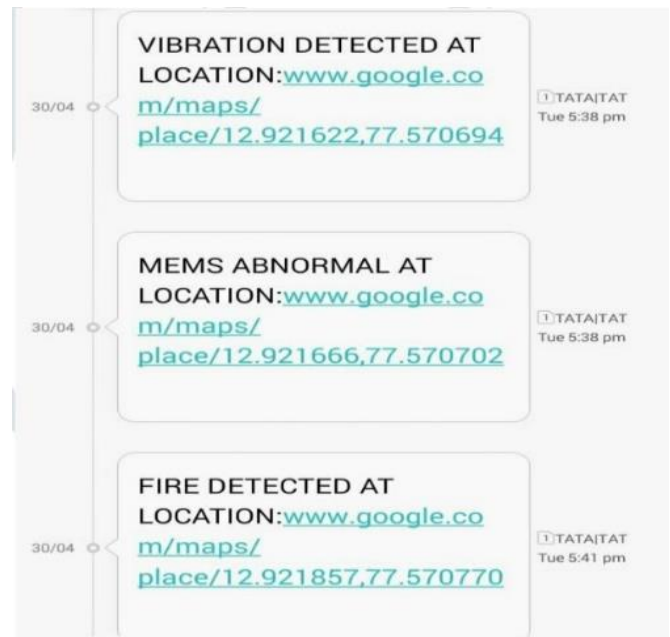 VIBRATION DETECTED AT
LOCATION:www.google.co
m/maps/
place/12.921622,77.570694
30/04
1 TATA|TAT
Tue 5:38 pm
MEMS ABNORMAL AT
LOCATION:www.google.co
m/maps/
place/12.921666,77.570702
30/04
1 TATA|TAT
Tue 5:38 pm
FIRE DETECTED AT
LOCATION:www.google.co
m/maps/
place/12.921857,77.570770
30/04
1 TATA|TAT
Tue 5:41 pm